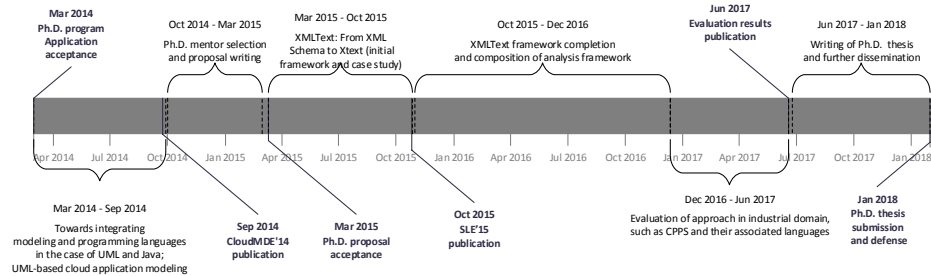 Mar 2014
Ph.D. program
Application
acceptance
Oct 2014 - Mar 2015
Ph.D. mentor selection
and proposal writing
Mar 2015 - Oct 2015
XMLText: From XML
Schema to Xtext (initial
framework and case study)
Oct 2015 - Dec 2016
XMLText framework completion
and composition of analysis framework
Jun 2017
Evaluation results
publication
Jun 2017 - Jan 2018
Writing of Ph.D. thesis
and further dissemination
Apr 2014 Jul 2014 Oct 2014 Jan 2015 Apr 2015 Jul 2015 Oct 2015 Jan 2016 Apr 2016 Jul 2016 Oct 2016 Jan 2017 Apr 2017 Jul 2017 Oct 2017 Jan 2018
Mar 2014 - Sep 2014
Towards integrating
modeling and programming languages
in the case of UML and Java;
UML-based cloud application modeling
Sep 2014
CloudMDE'14
publication
Mar 2015
Ph.D. proposal
acceptance
Oct 2015
SLE'15
publication
Dec 2016 - Jun 2017
Evaluation of approach in industrial domain,
such as CPPS and their associated languages
Jan 2018
Ph.D. thesis
submission
and defense